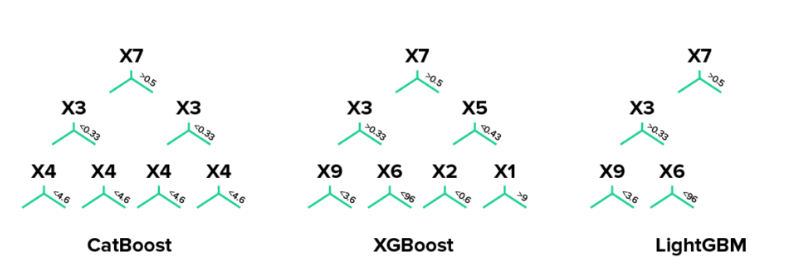 X7 X7 X7
>0.5 >0.5 >0.5
X3 X3 X3 X5 X3
<0.33 <0.33 >0.33 <0.43 >0.33
X4 X4 X4 X4 X9 X6 X2 X1 X9 X6
<4.6 <4.6 <4.6 <4.6 <3.6 <96 <0.6 >9 <3.6 <96
CatBoost XGBoost LightGBM